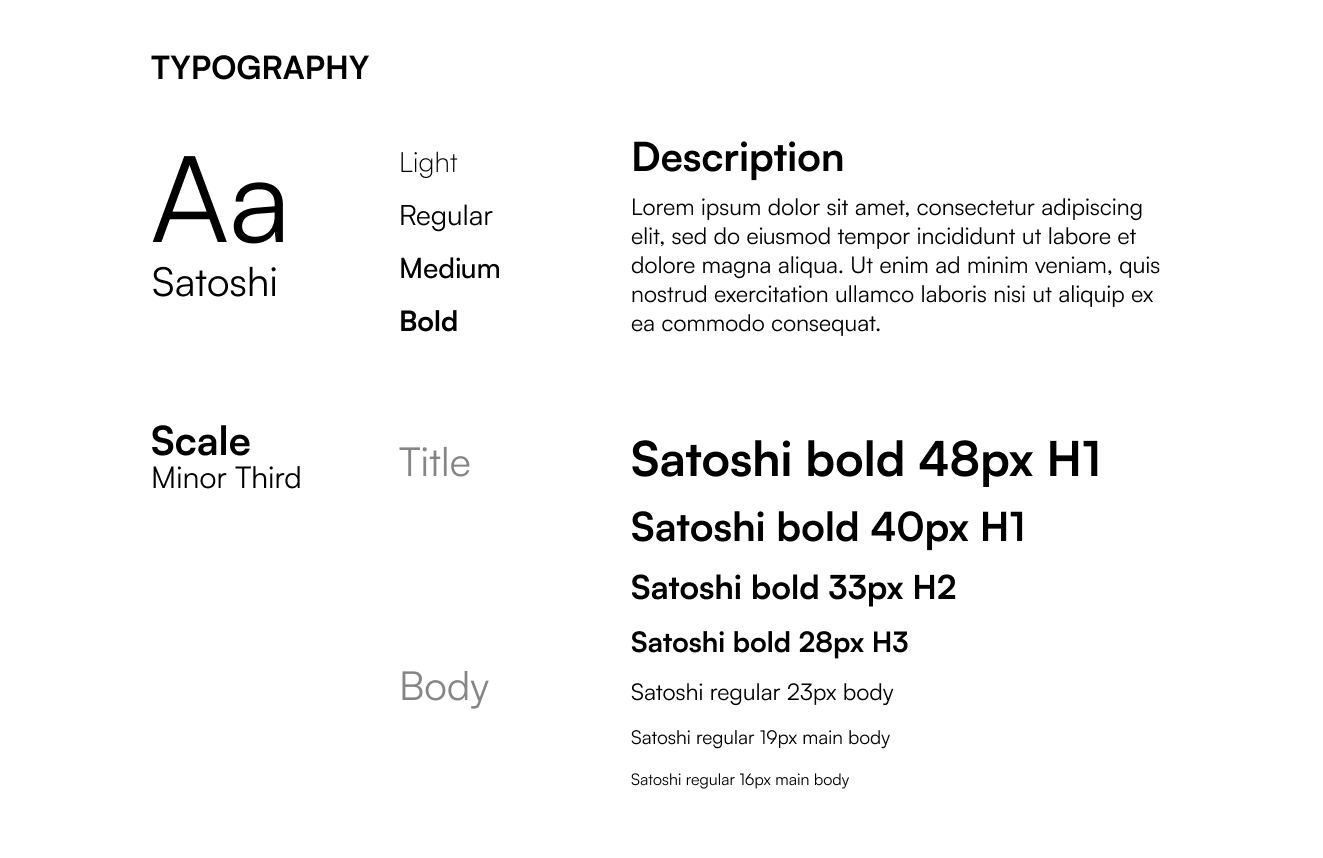 TYPOGRAPHY
Aa
Satoshi
Light
Regular
Medium
Bold
Description
Lorem ipsum dolor sit amet, consectetur adipiscing
elit, sed do eiusmod tempor incididunt ut labore et
dolore magna aliqua. Ut enim ad minim veniam, quis
nostrud exercitation ullamco laboris nisi ut aliquip ex
ea commodo consequat.
Scale
Minor Third
Title
Satoshi bold 48px H1
Satoshi bold 40px H1
Satoshi bold 33px H2
Satoshi bold 28px H3
Body
Satoshi regular 23px body
Satoshi regular 19px main body
Satoshi regular 16px main body